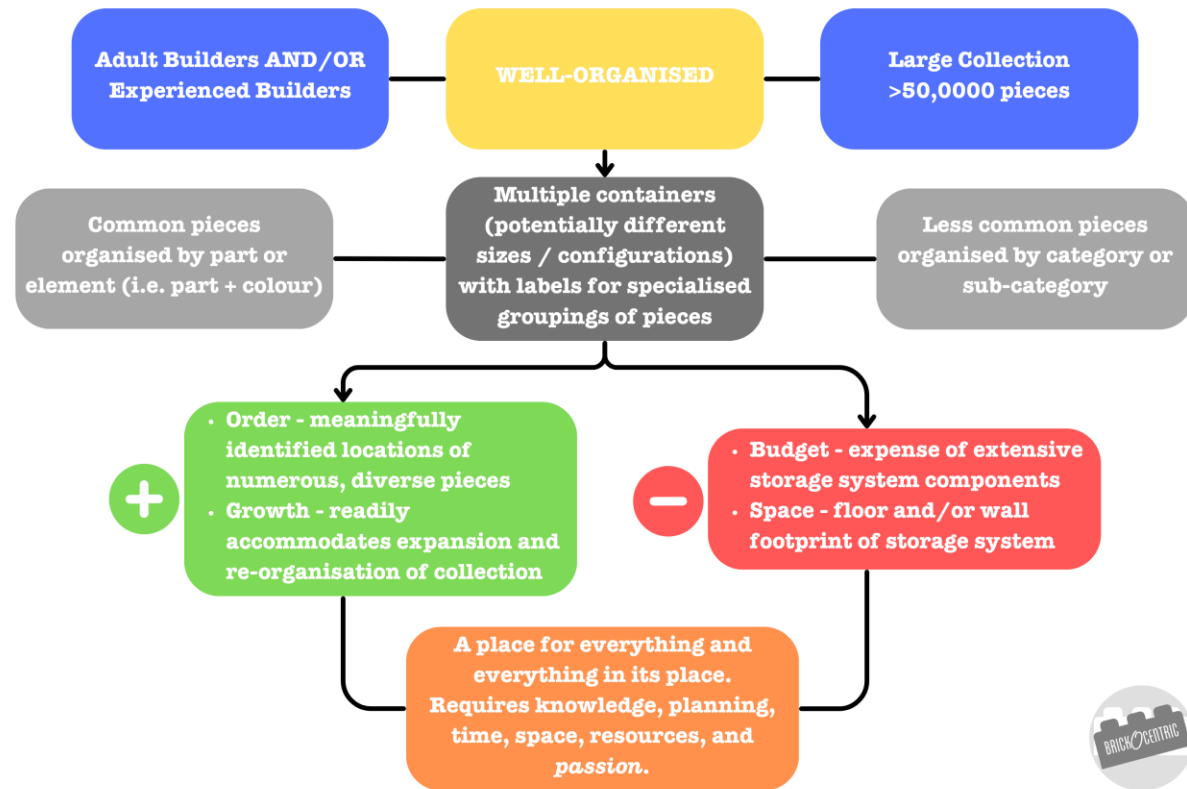 Adult Builders AND/OR
Experienced Builders
WELL-ORGANISED
Large Collection
>50,0000 pieces
Common pieces
organised by part or
element (i.e. part + colour)
Multiple containers
(potentially different
sizes / configurations)
with labels for specialised
groupings of pieces
Less common pieces
organised by category or
sub-category
• Order - meaningfully
identified locations of
numerous, diverse pieces
• Growth - readily
accommodates expansion and
re-organisation of collection
• Budget - expense of extensive
storage system components
• Space - floor and/or wall
footprint of storage system
A place for everything and
everything in its place.
Requires knowledge, planning,
time, space, resources, and
passion.
BRICKOCENTRIC